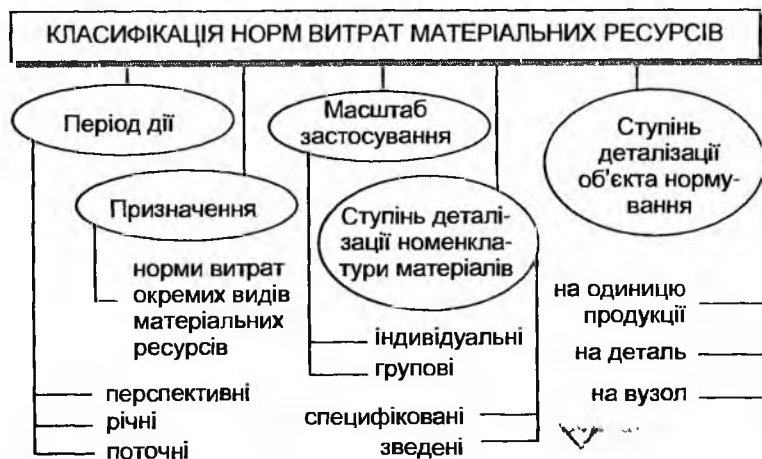 КЛАСИФІКАЦІЯ НОРМ ВИТРАТ МАТЕРІАЛЬНИХ РЕСУРСІВ
Період дії
Масштаб
застосування
Ступінь
деталізації
об'єкта норму-
вання
Призначення
Ступінь деталі-
зації номенкла-
тури матеріалів
норми витрат
окремих видів
матеріальних
ресурсів
на одиницю
продукції
індивідуальні
групові
на деталь
перспективні
річні
поточні
специфіковані
зведені
на вузол